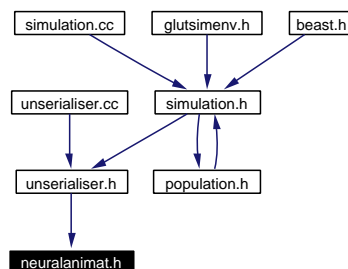 simulation.cc glutsimenv.h beast.h
unserialiser.cc simulation.h
unserialiser.h population.h
neuralanimat.h